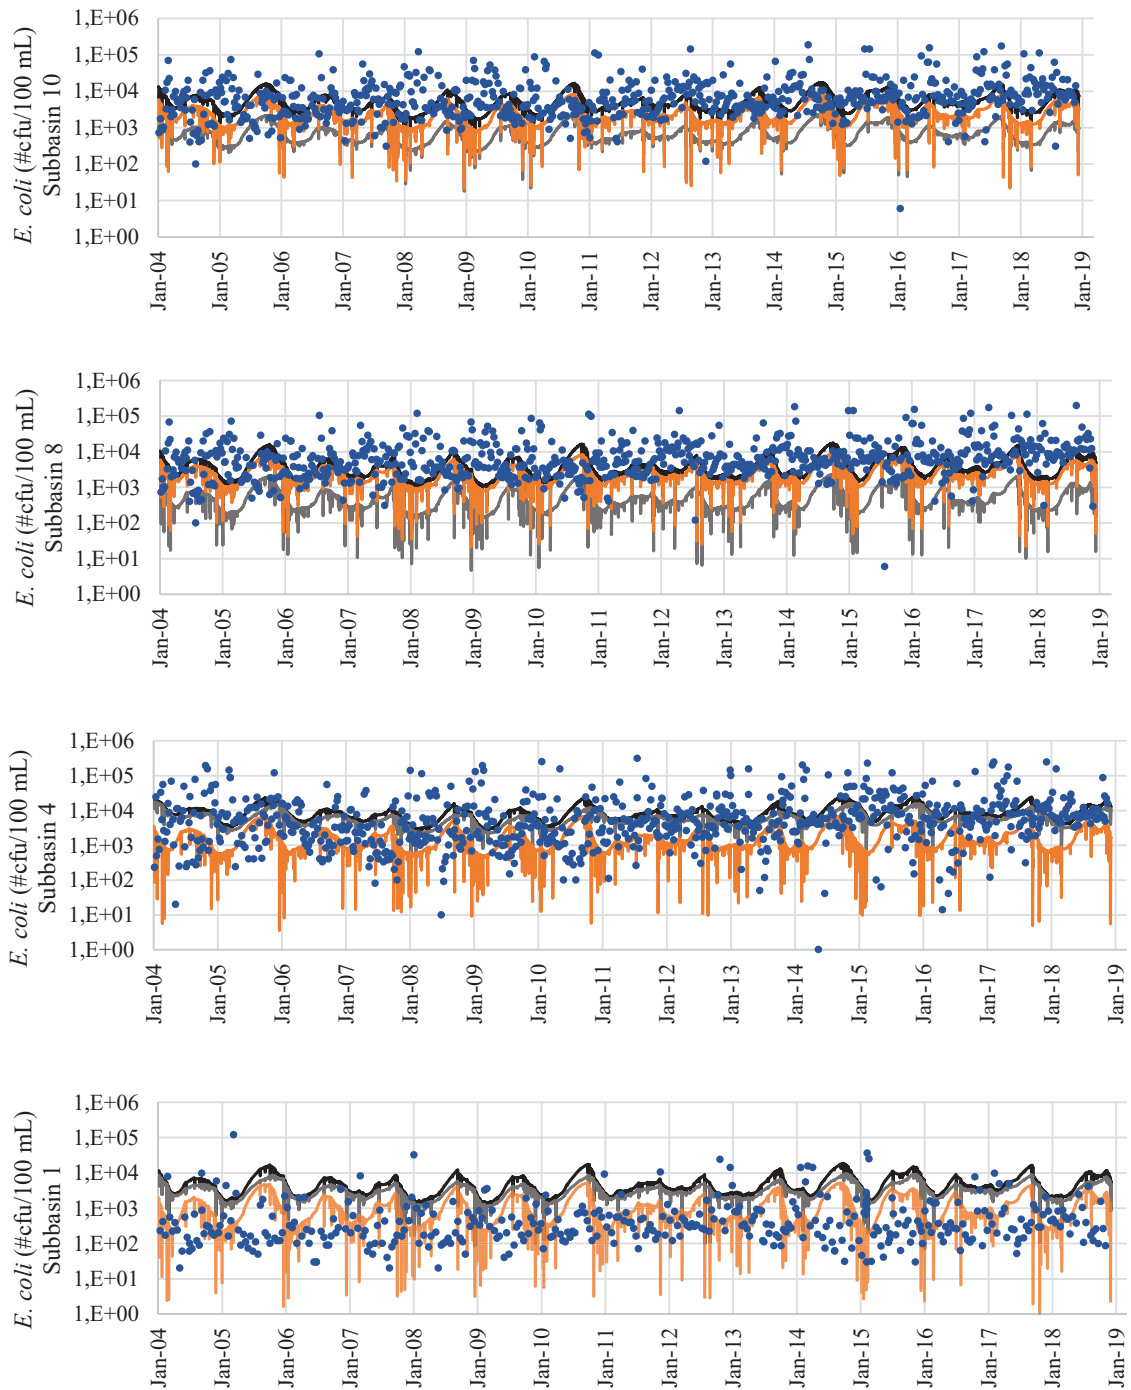 E. coli (#cfu/100 mL)
Subbasin 10
1,E+06
1,E+05
1,E+04
1,E+03
1,E+02
1,E+01
1,E+00
Jan-04
Jan-05
Jan-06
Jan-07
Jan-08
Jan-09
Jan-10
Jan-11
Jan-12
Jan-13
Jan-14
Jan-15
Jan-16
Jan-17
Jan-18
Jan-19
E. coli (#cfu/100 mL)
Subbasin 8
1,E+06
1,E+05
1,E+04
1,E+03
1,E+02
1,E+01
1,E+00
Jan-04
Jan-05
Jan-06
Jan-07
Jan-08
Jan-09
Jan-10
Jan-11
Jan-12
Jan-13
Jan-14
Jan-15
Jan-16
Jan-17
Jan-18
Jan-19
E. coli (#cfu/100 mL)
Subbasin 4
1,E+06
1,E+05
1,E+04
1,E+03
1,E+02
1,E+01
1,E+00
Jan-04
Jan-05
Jan-06
Jan-07
Jan-08
Jan-09
Jan-10
Jan-11
Jan-12
Jan-13
Jan-14
Jan-15
Jan-16
Jan-17
Jan-18
Jan-19
E. coli (#cfu/100 mL)
Subbasin 1
1,E+06
1,E+05
1,E+04
1,E+03
1,E+02
1,E+01
1,E+00
Jan-04
Jan-05
Jan-06
Jan-07
Jan-08
Jan-09
Jan-10
Jan-11
Jan-12
Jan-13
Jan-14
Jan-15
Jan-16
Jan-17
Jan-18
Jan-19